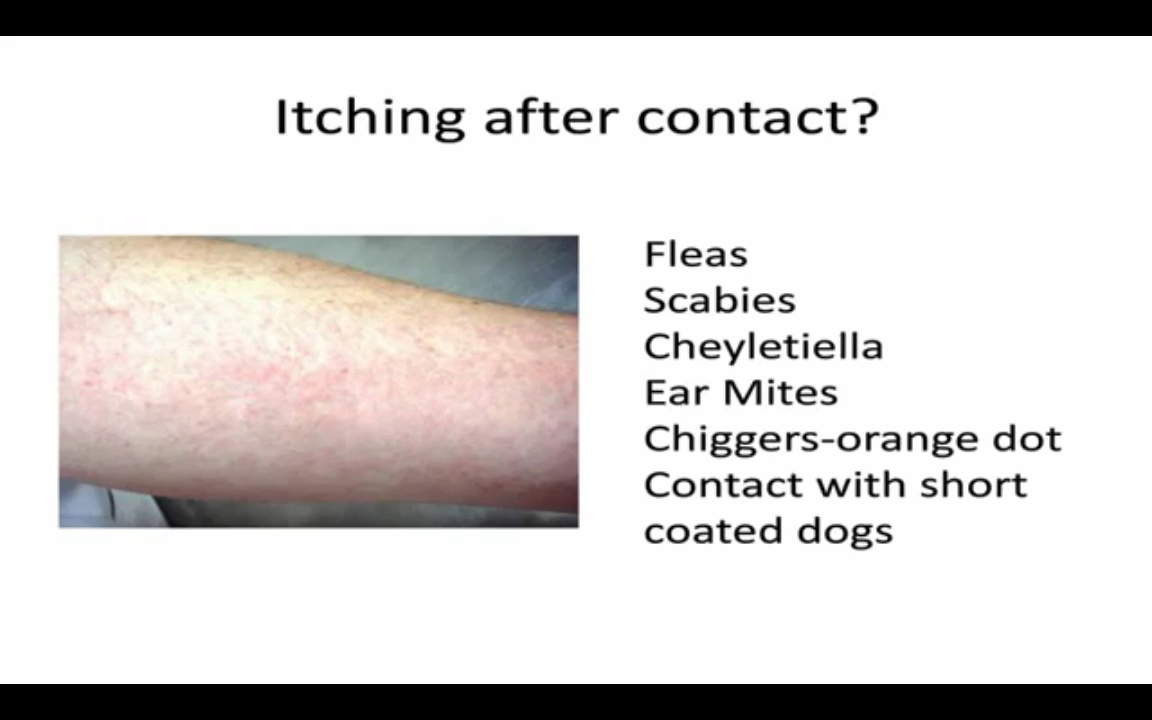 Itching after contact?
Fleas
Scabies
Cheyletiella
Ear Mites
Chiggers-orange dot
Contact with short
coated dogs